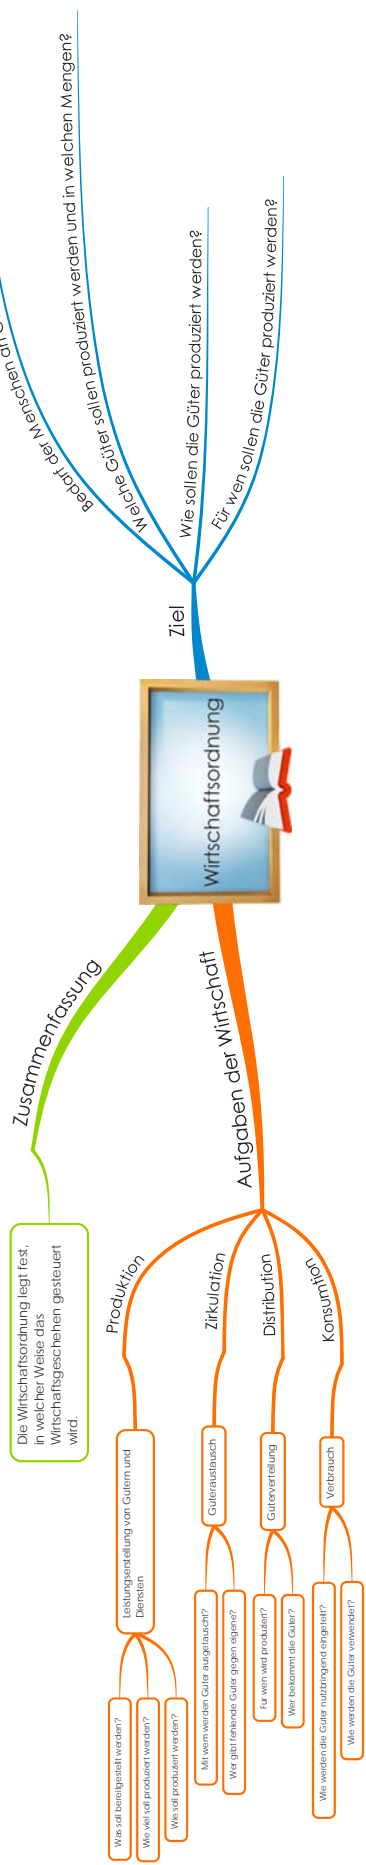 Wirtschaftsordnung
Ziel
Bedarf der Menschen an
Welche Güter sollen produziert werden und in welchen Mengen?
Wie sollen die Güter produziert werden?
Für wen sollen die Güter produziert werden?
Zusammenfassung
Die Wirtschaftsordnung legt fest,
in welcher Weise das
Wirtschaftsgeschehen gesteuert
wird.
Aufgaben der Wirtschaft
Produktion
Leistungserstellung von Gütern und
Diensten
Was soll bereitgestellt werden?
Wie viel soll produziert werden?
Wie soll produziert werden?
Zirkulation
Güteraustausch
Mit wem werden Güter ausgetauscht?
Wer gibt fehlende Güter gegen eigene?
Distribution
Güterverteilung
Für wen wird produziert?
Wer bekommt die Güter?
Konsumtion
Verbrauch
Wie werden die Güter nutzbringend eingeteilt?
Wie werden die Güter verwendet?